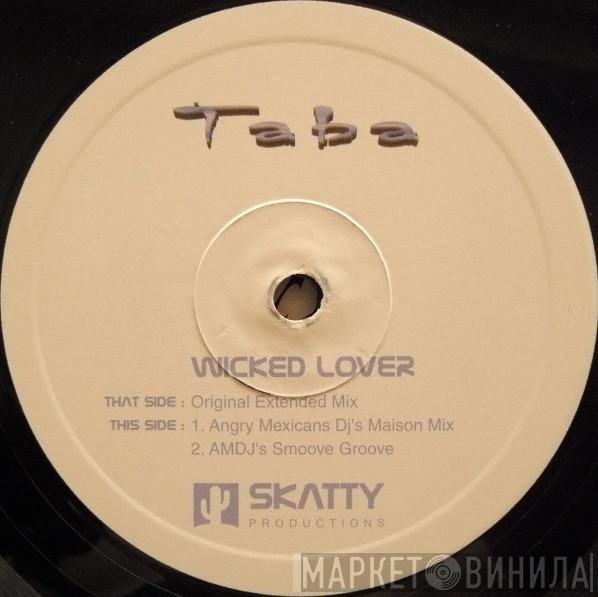 Taba
WICKED LOVER
THAT SIDE : Original Extended Mix
THIS SIDE : 1. Angry Mexicans Dj's Maison Mix
2. AMDJ's Smoove Groove
SKATTY
PRODUCTIONS
МАРКЕТ ВИНИЛА